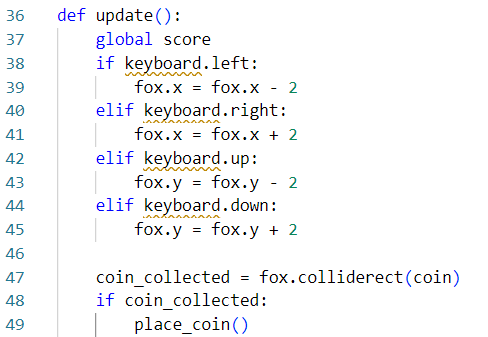 36 def update():
37     global score
38     if keyboard.left:
39         fox.x = fox.x - 2
40     elif keyboard.right:
41         fox.x = fox.x + 2
42     elif keyboard.up:
43         fox.y = fox.y - 2
44     elif keyboard.down:
45         fox.y = fox.y + 2
46
47     coin_collected = fox.colliderect(coin)
48     if coin_collected:
49         place_coin()